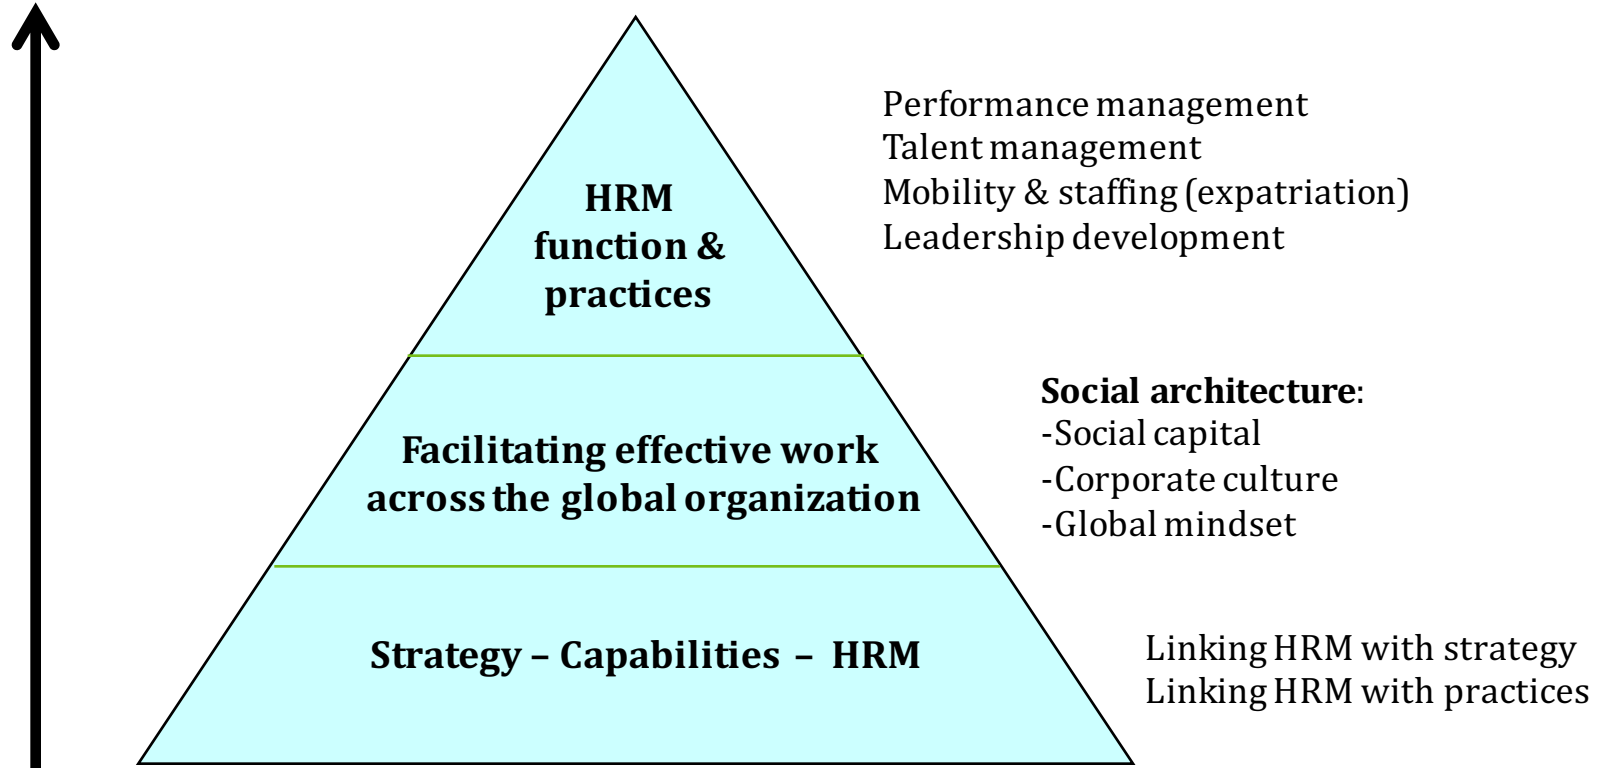 Performance management
Talent management
Mobility & staffing (expatriation)
Leadership development
HRM
function &
practices
Social architecture:
-Social capital
-Corporate culture
-Global mindset
Facilitating effective work
across the global organization
Strategy – Capabilities – HRM
Linking HRM with strategy
Linking HRM with practices